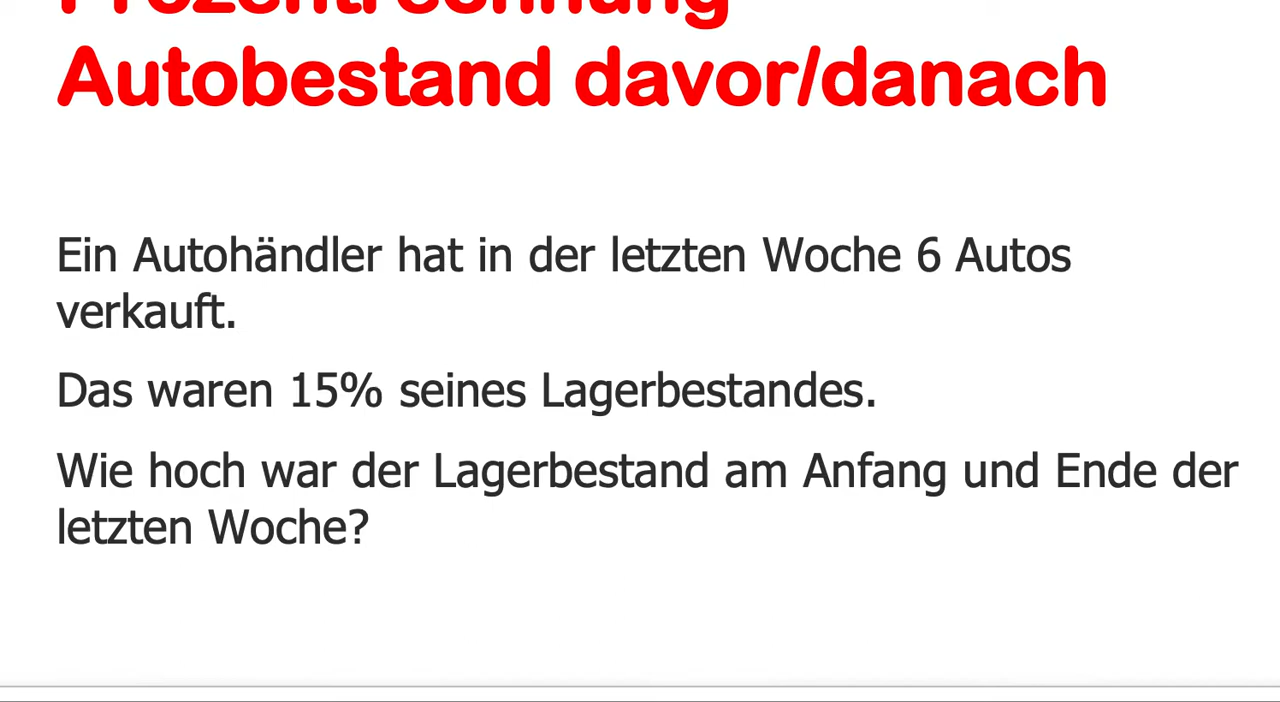 Prozentrechnung
Autobestand davor/danach
Ein Autohändler hat in der letzten Woche 6 Autos
verkauft.
Das waren 15% seines Lagerbestandes.
Wie hoch war der Lagerbestand am Anfang und Ende der
letzten Woche?